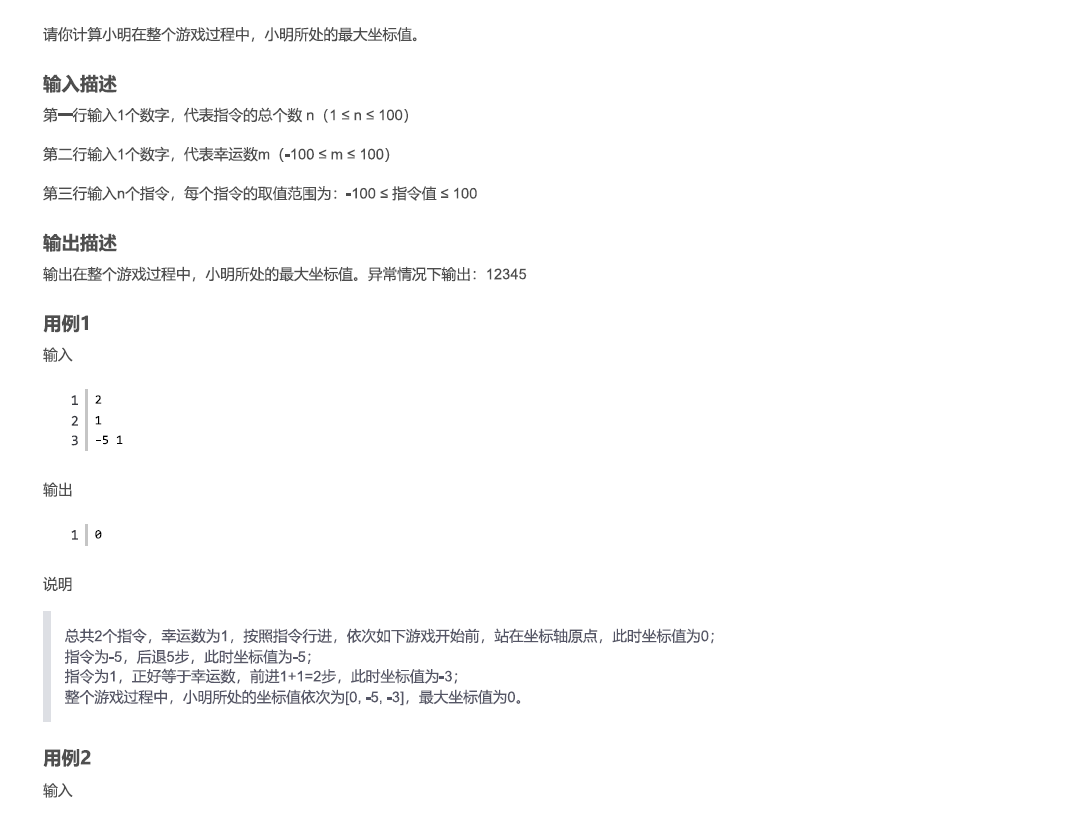 请你计算小明在整个游戏过程中，小明所处的最大坐标值。
输入描述
第一行输入1个数字，代表指令的总个数 n（1 ≤ n ≤ 100）
第二行输入1个数字，代表幸运数m（-100 ≤ m ≤ 100）
第三行输入n个指令，每个指令的取值范围为：-100 ≤ 指令值 ≤ 100
输出描述
输出在整个游戏过程中，小明所处的最大坐标值。异常情况下输出：12345
用例1
输入
1 2
2 1
3 -5 1
输出
1 0
说明
总共2个指令，幸运数为1，按照指令行进，依次如下游戏开始前，站在坐标轴原点，此时坐标值为0；
指令为-5，后退5步，此时坐标值为-5；
指令为1，正好等于幸运数，前进1+1=2步，此时坐标值为-3；
整个游戏过程中，小明所处的坐标值依次为[0, -5, -3]，最大坐标值为0。
用例2
输入